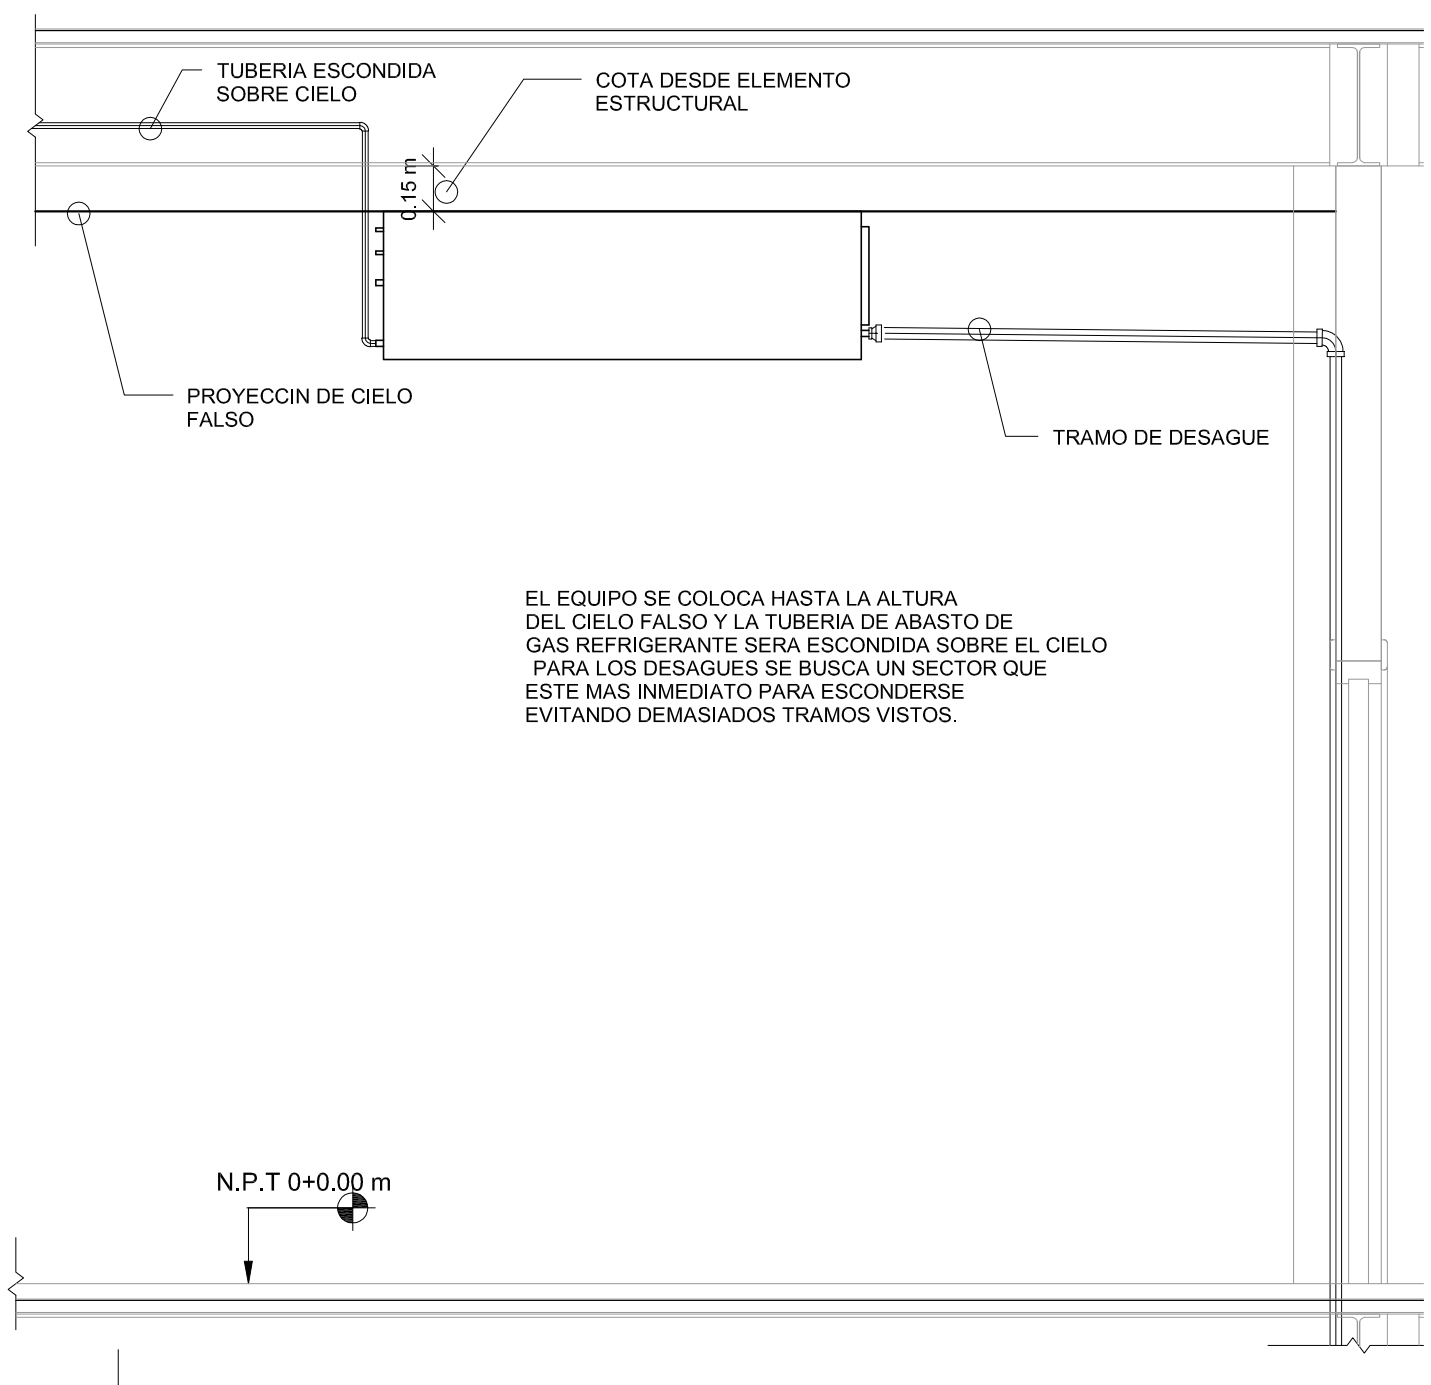 TUBERIA ESCONDIDA
SOBRE CIELO
COTA DESDE ELEMENTO
ESTRUCTURAL
0.15 m
PROYECCIN DE CIELO
FALSO
TRAMO DE DESAGUE
EL EQUIPO SE COLOCA HASTA LA ALTURA
DEL CIELO FALSO Y LA TUBERIA DE ABASTO DE
GAS REFRIGERANTE SERA ESCONDIDA SOBRE EL CIELO
PARA LOS DESAGUES SE BUSCA UN SECTOR QUE
ESTE MAS INMEDIATO PARA ESCONDERSE
EVITANDO DEMASIADOS TRAMOS VISTOS.
N.P.T 0+0.00 m